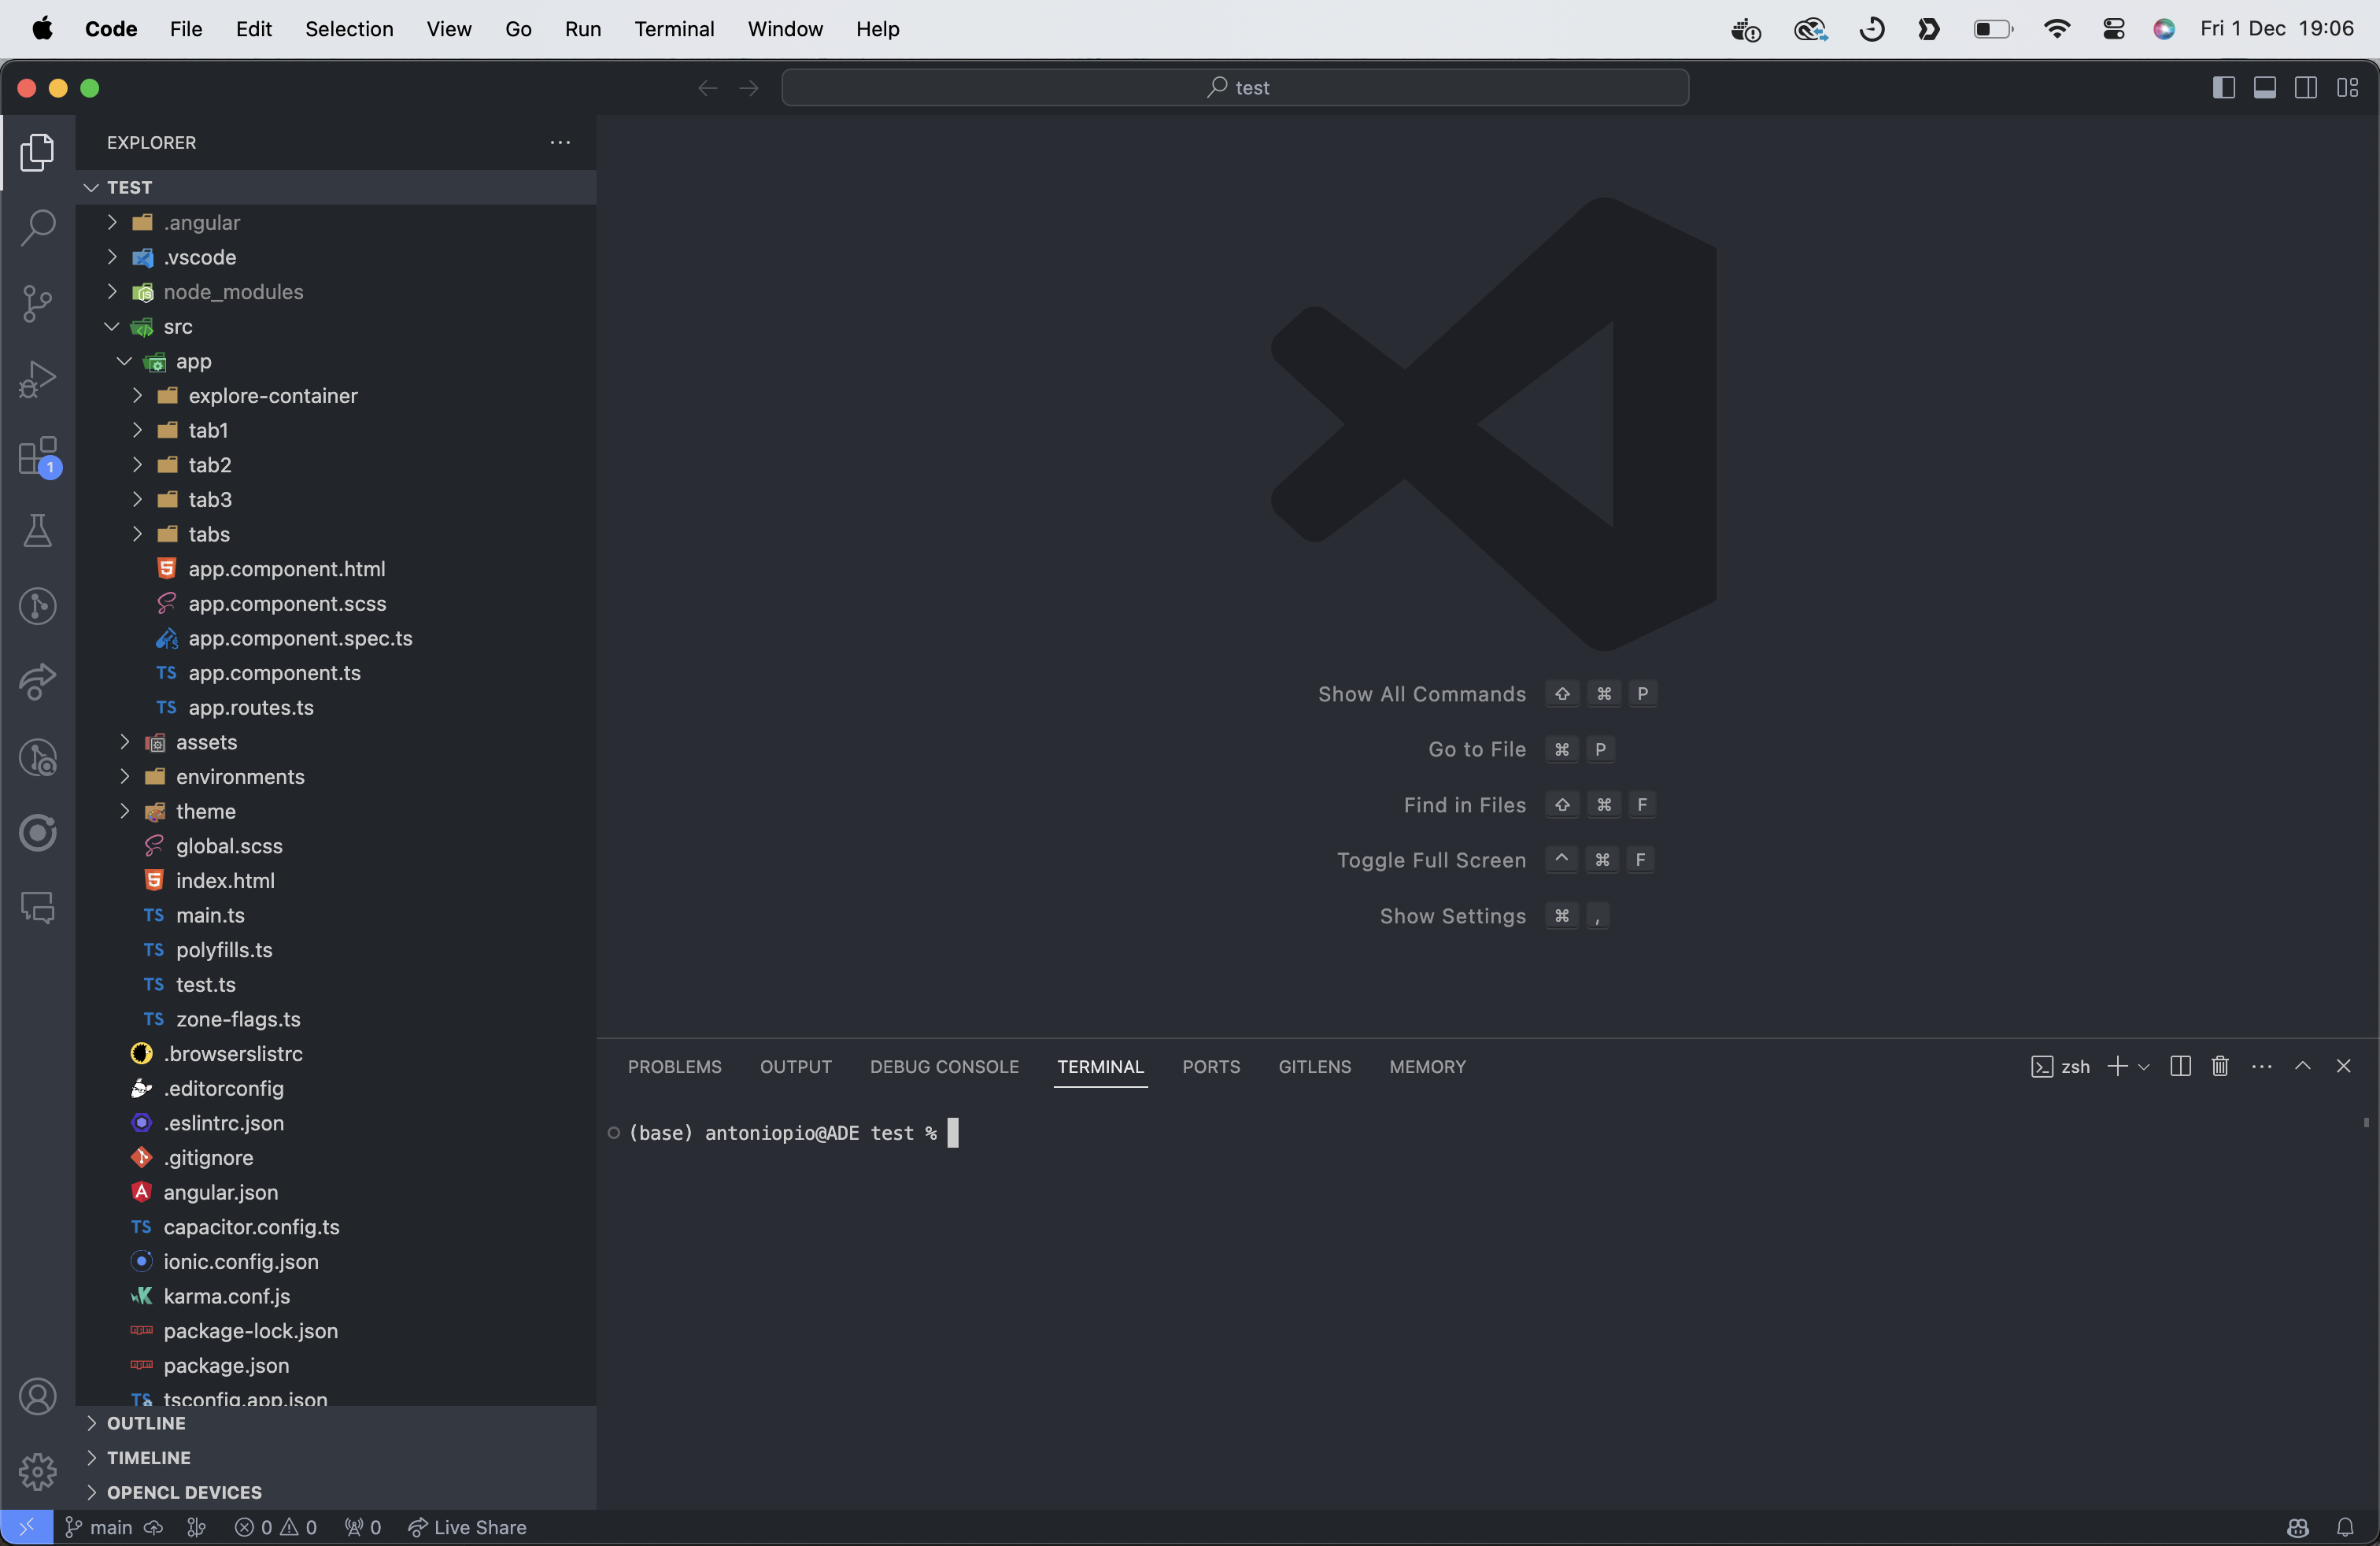 Code File Edit Selection View Go Run Terminal Window Help Fri 1 Dec 19:06
test
EXPLORER
TEST
.angular
.vscode
node_modules
src
app
explore-container
tab1
tab2
tab3
tabs
app.component.html
app.component.scss
app.component.spec.ts
TS app.component.ts
TS app.routes.ts
assets
environments
theme
global.scss
index.html
TS main.ts
TS polyfills.ts
TS test.ts
TS zone-flags.ts
.browserslistrc
.editorconfig
.eslintrc.json
.gitignore
angular.json
TS capacitor.config.ts
ionic.config.json
karma.conf.js
package-lock.json
package.json
TS tsconfig.app.json
OUTLINE
TIMELINE
OPENCL DEVICES
1
Show All Commands ⇧ ⌘ P
Go to File ⌘ P
Find in Files ⇧ ⌘ F
Toggle Full Screen ^ ⌘ F
Show Settings ⌘ ,
PROBLEMS OUTPUT DEBUG CONSOLE TERMINAL PORTS GITLENS MEMORY zsh
(base) antoniopio@ADE test %
main 0 0 0 Live Share